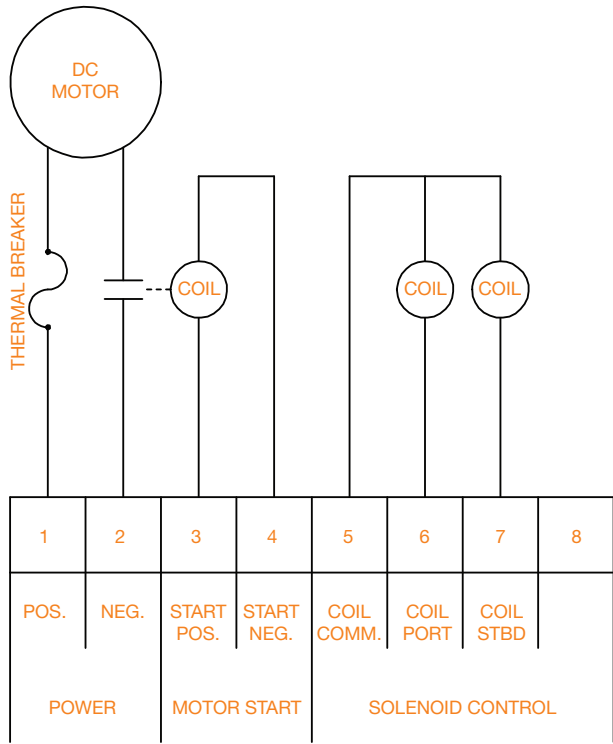 DC
MOTOR
THERMAL BREAKER
COIL
COIL
COIL
1 2 3 4 5 6 7 8
POS.
NEG.
START
POS.
START
NEG.
COIL
COMM.
COIL
PORT
COIL
STBD
POWER
MOTOR START
SOLENOID CONTROL